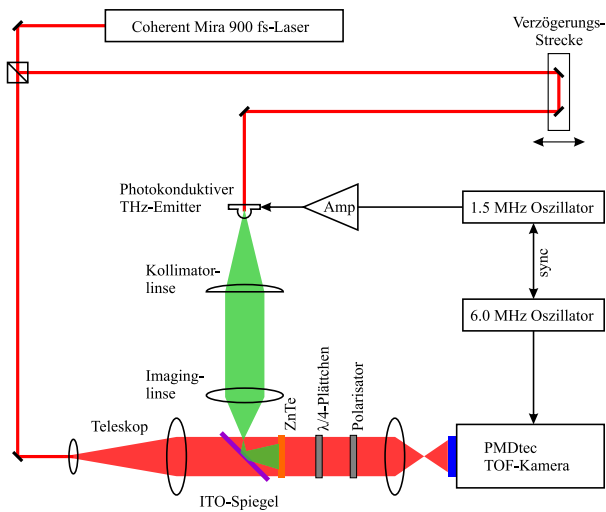 Coherent Mira 900 fs-Laser
Verzögerungs-
Strecke
Photokonduktiver
THz-Emitter
Amp
1.5 MHz Oszillator
sync
Kollimator-
linse
6.0 MHz Oszillator
Imaging-
linse
ZnTe
λ/4-Plättchen
Polarisator
Teleskop
PMDtec
TOF-Kamera
ITO-Spiegel